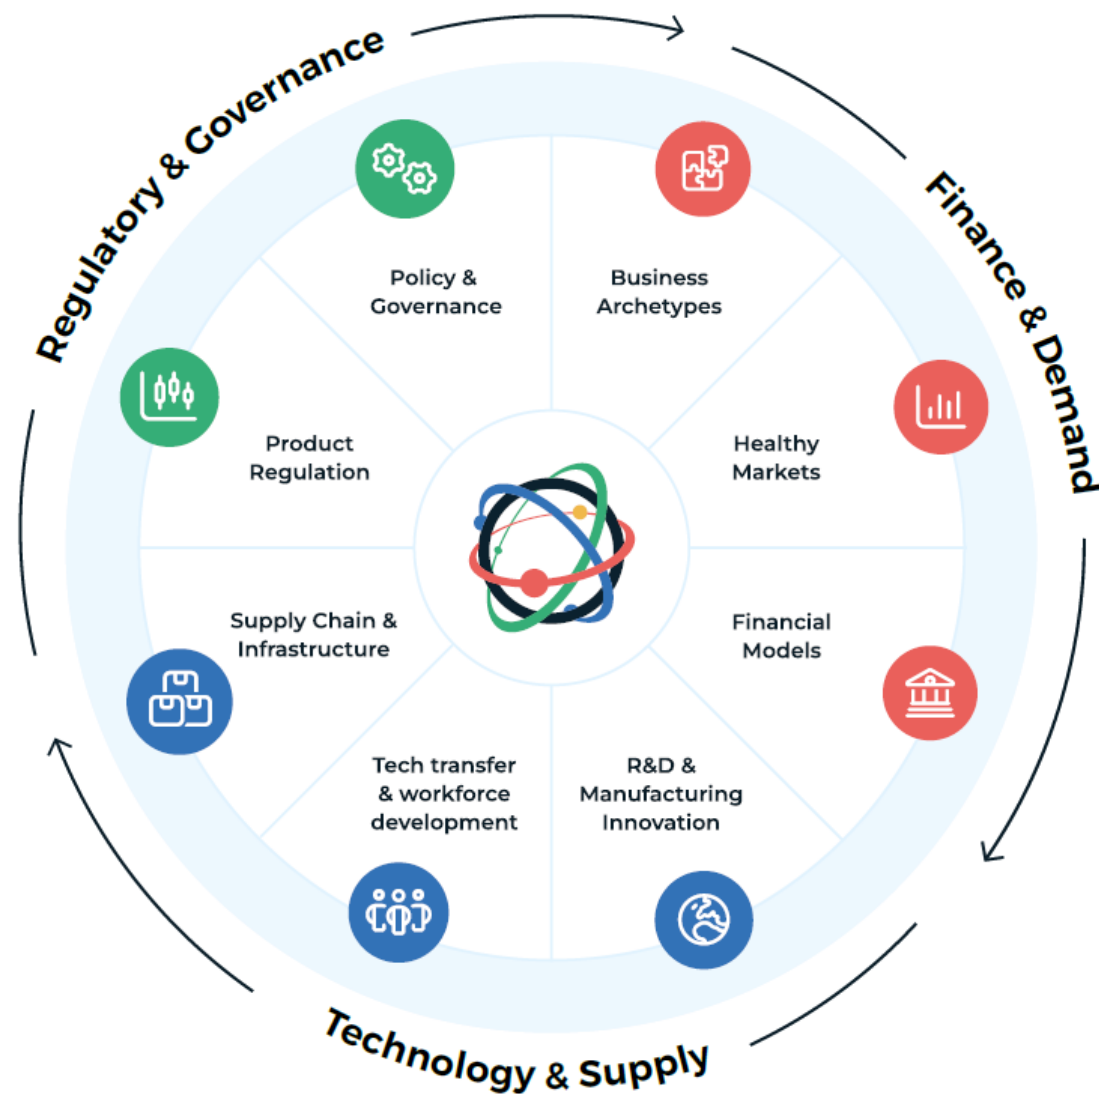 Regulatory & Governance
Finance & Demand
Policy &
Governance
Business
Archetypes
Product
Regulation
Healthy
Markets
Supply Chain &
Infrastructure
Financial
Models
Tech transfer
& workforce
development
R&D &
Manufacturing
Innovation
Technology & Supply